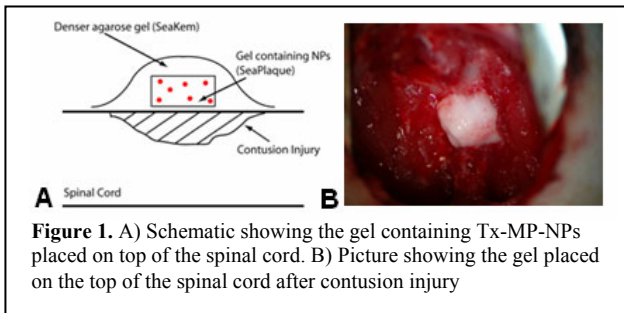 Denser agarose gel (SeaKem)
Gel containing NPs
(SeaPlaque)
Contusion Injury
A
Spinal Cord
B
Figure 1. A) Schematic showing the gel containing Tx-MP-NPs
placed on top of the spinal cord. B) Picture showing the gel placed
on the top of the spinal cord after contusion injury